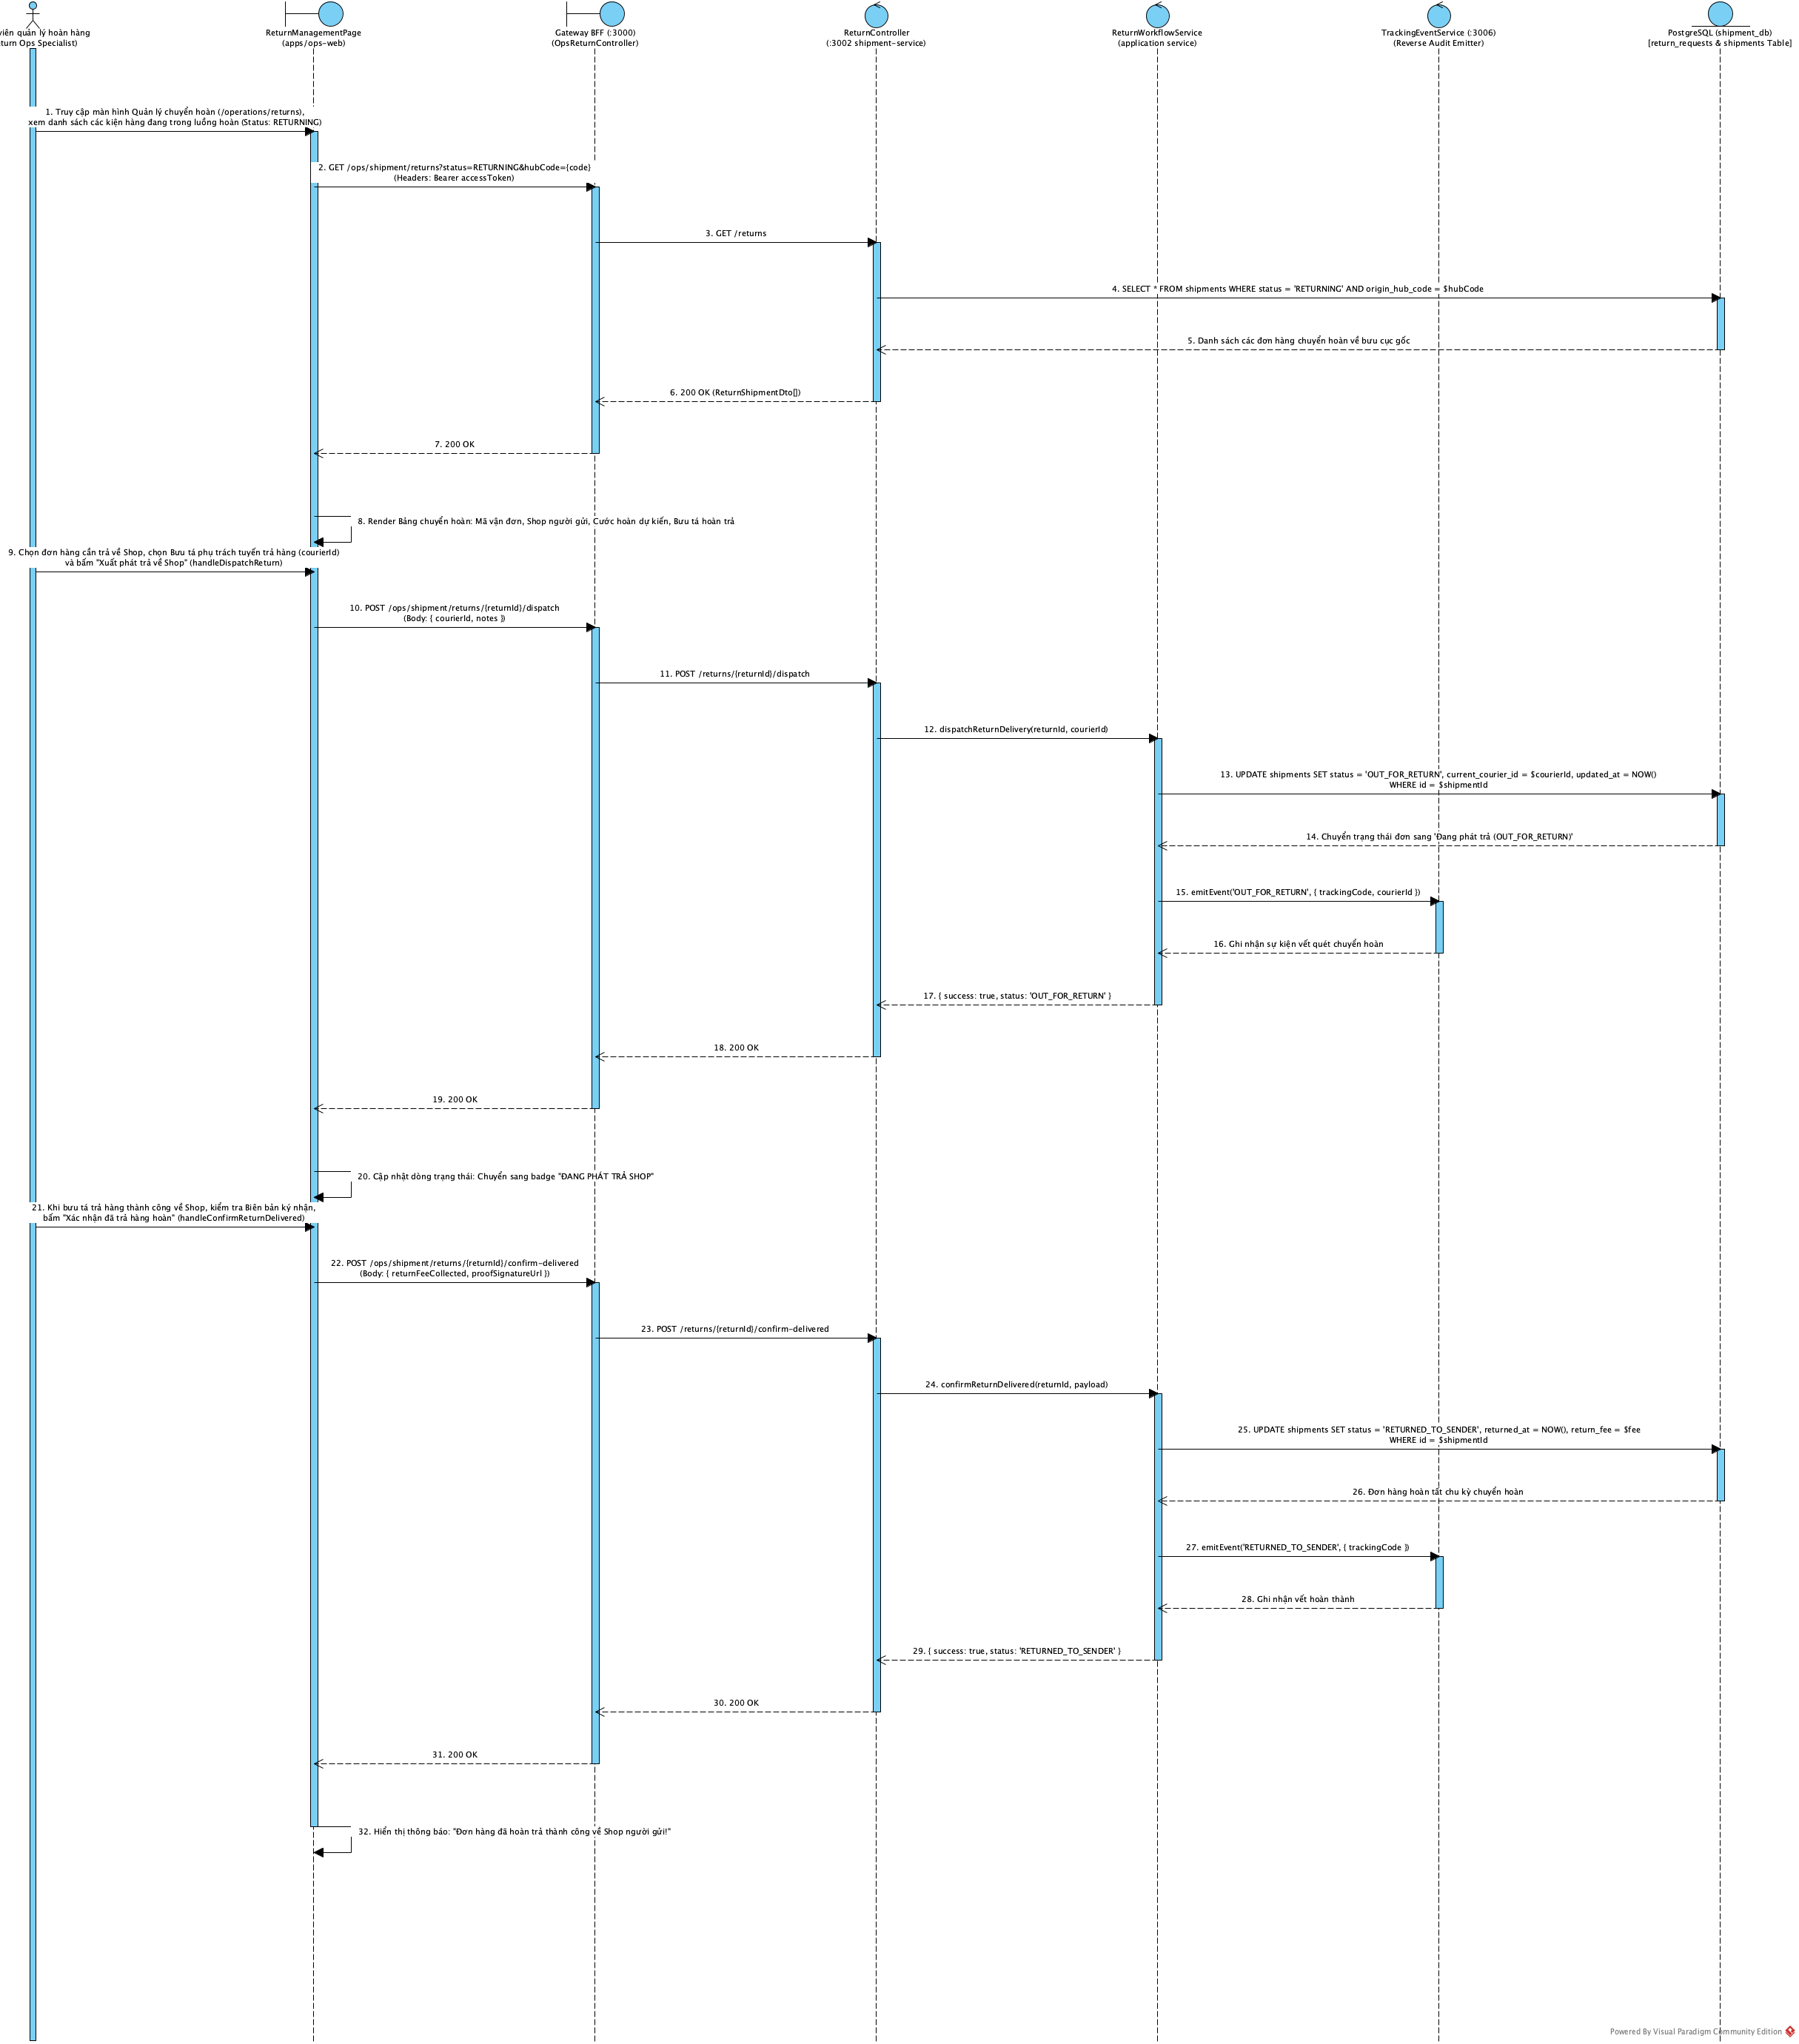 viên quản lý hoàn hàng
turn Ops Specialist)
ReturnManagementPage
(apps/ops-web)
Gateway BFF (:3000)
(OpsReturnController)
ReturnController
(:3002 shipment-service)
ReturnWorkflowService
(application service)
TrackingEventService (:3006)
(Reverse Audit Emitter)
PostgreSQL (shipment_db)
[return_requests & shipments Table]
1. Truy cập màn hình Quản lý chuyển hoàn (/operations/returns),
xem danh sách các kiện hàng đang trong luồng hoàn (Status: RETURNING)
2. GET /ops/shipment/returns?status=RETURNING&hubCode={code}
(Headers: Bearer accessToken)
3. GET /returns
4. SELECT * FROM shipments WHERE status = 'RETURNING' AND origin_hub_code = $hubCode
5. Danh sách các đơn hàng chuyển hoàn về bưu cục gốc
6. 200 OK (ReturnShipmentDto[])
7. 200 OK
8. Render Bảng chuyển hoàn: Mã vận đơn, Shop người gửi, Cước hoàn dự kiến, Bưu tá hoàn trả
9. Chọn đơn hàng cần trả về Shop, chọn Bưu tá phụ trách tuyến trả hàng (courierId)
và bấm "Xuất phát trả về Shop" (handleDispatchReturn)
10. POST /ops/shipment/returns/{returnId}/dispatch
(Body: { courierId, notes })
11. POST /returns/{returnId}/dispatch
12. dispatchReturnDelivery(returnId, courierId)
13. UPDATE shipments SET status = 'OUT_FOR_RETURN', current_courier_id = $courierId, updated_at = NOW()
WHERE id = $shipmentId
14. Chuyển trạng thái đơn sang 'Đang phát trả (OUT_FOR_RETURN)'
15. emitEvent('OUT_FOR_RETURN', { trackingCode, courierId })
16. Ghi nhận sự kiện vết quét chuyển hoàn
17. { success: true, status: 'OUT_FOR_RETURN' }
18. 200 OK
19. 200 OK
20. Cập nhật dòng trạng thái: Chuyển sang badge "ĐANG PHÁT TRẢ SHOP"
21. Khi bưu tá trả hàng thành công về Shop, kiểm tra Biên bản ký nhận,
bấm "Xác nhận đã trả hàng hoàn" (handleConfirmReturnDelivered)
22. POST /ops/shipment/returns/{returnId}/confirm-delivered
(Body: { returnFeeCollected, proofSignatureUrl })
23. POST /returns/{returnId}/confirm-delivered
24. confirmReturnDelivered(returnId, payload)
25. UPDATE shipments SET status = 'RETURNED_TO_SENDER', returned_at = NOW(), return_fee = $fee
WHERE id = $shipmentId
26. Đơn hàng hoàn tất chu kỳ chuyển hoàn
27. emitEvent('RETURNED_TO_SENDER', { trackingCode })
28. Ghi nhận vết hoàn thành
29. { success: true, status: 'RETURNED_TO_SENDER' }
30. 200 OK
31. 200 OK
32. Hiển thị thông báo: "Đơn hàng đã hoàn trả thành công về Shop người gửi!"
Powered By Visual Paradigm Community Edition